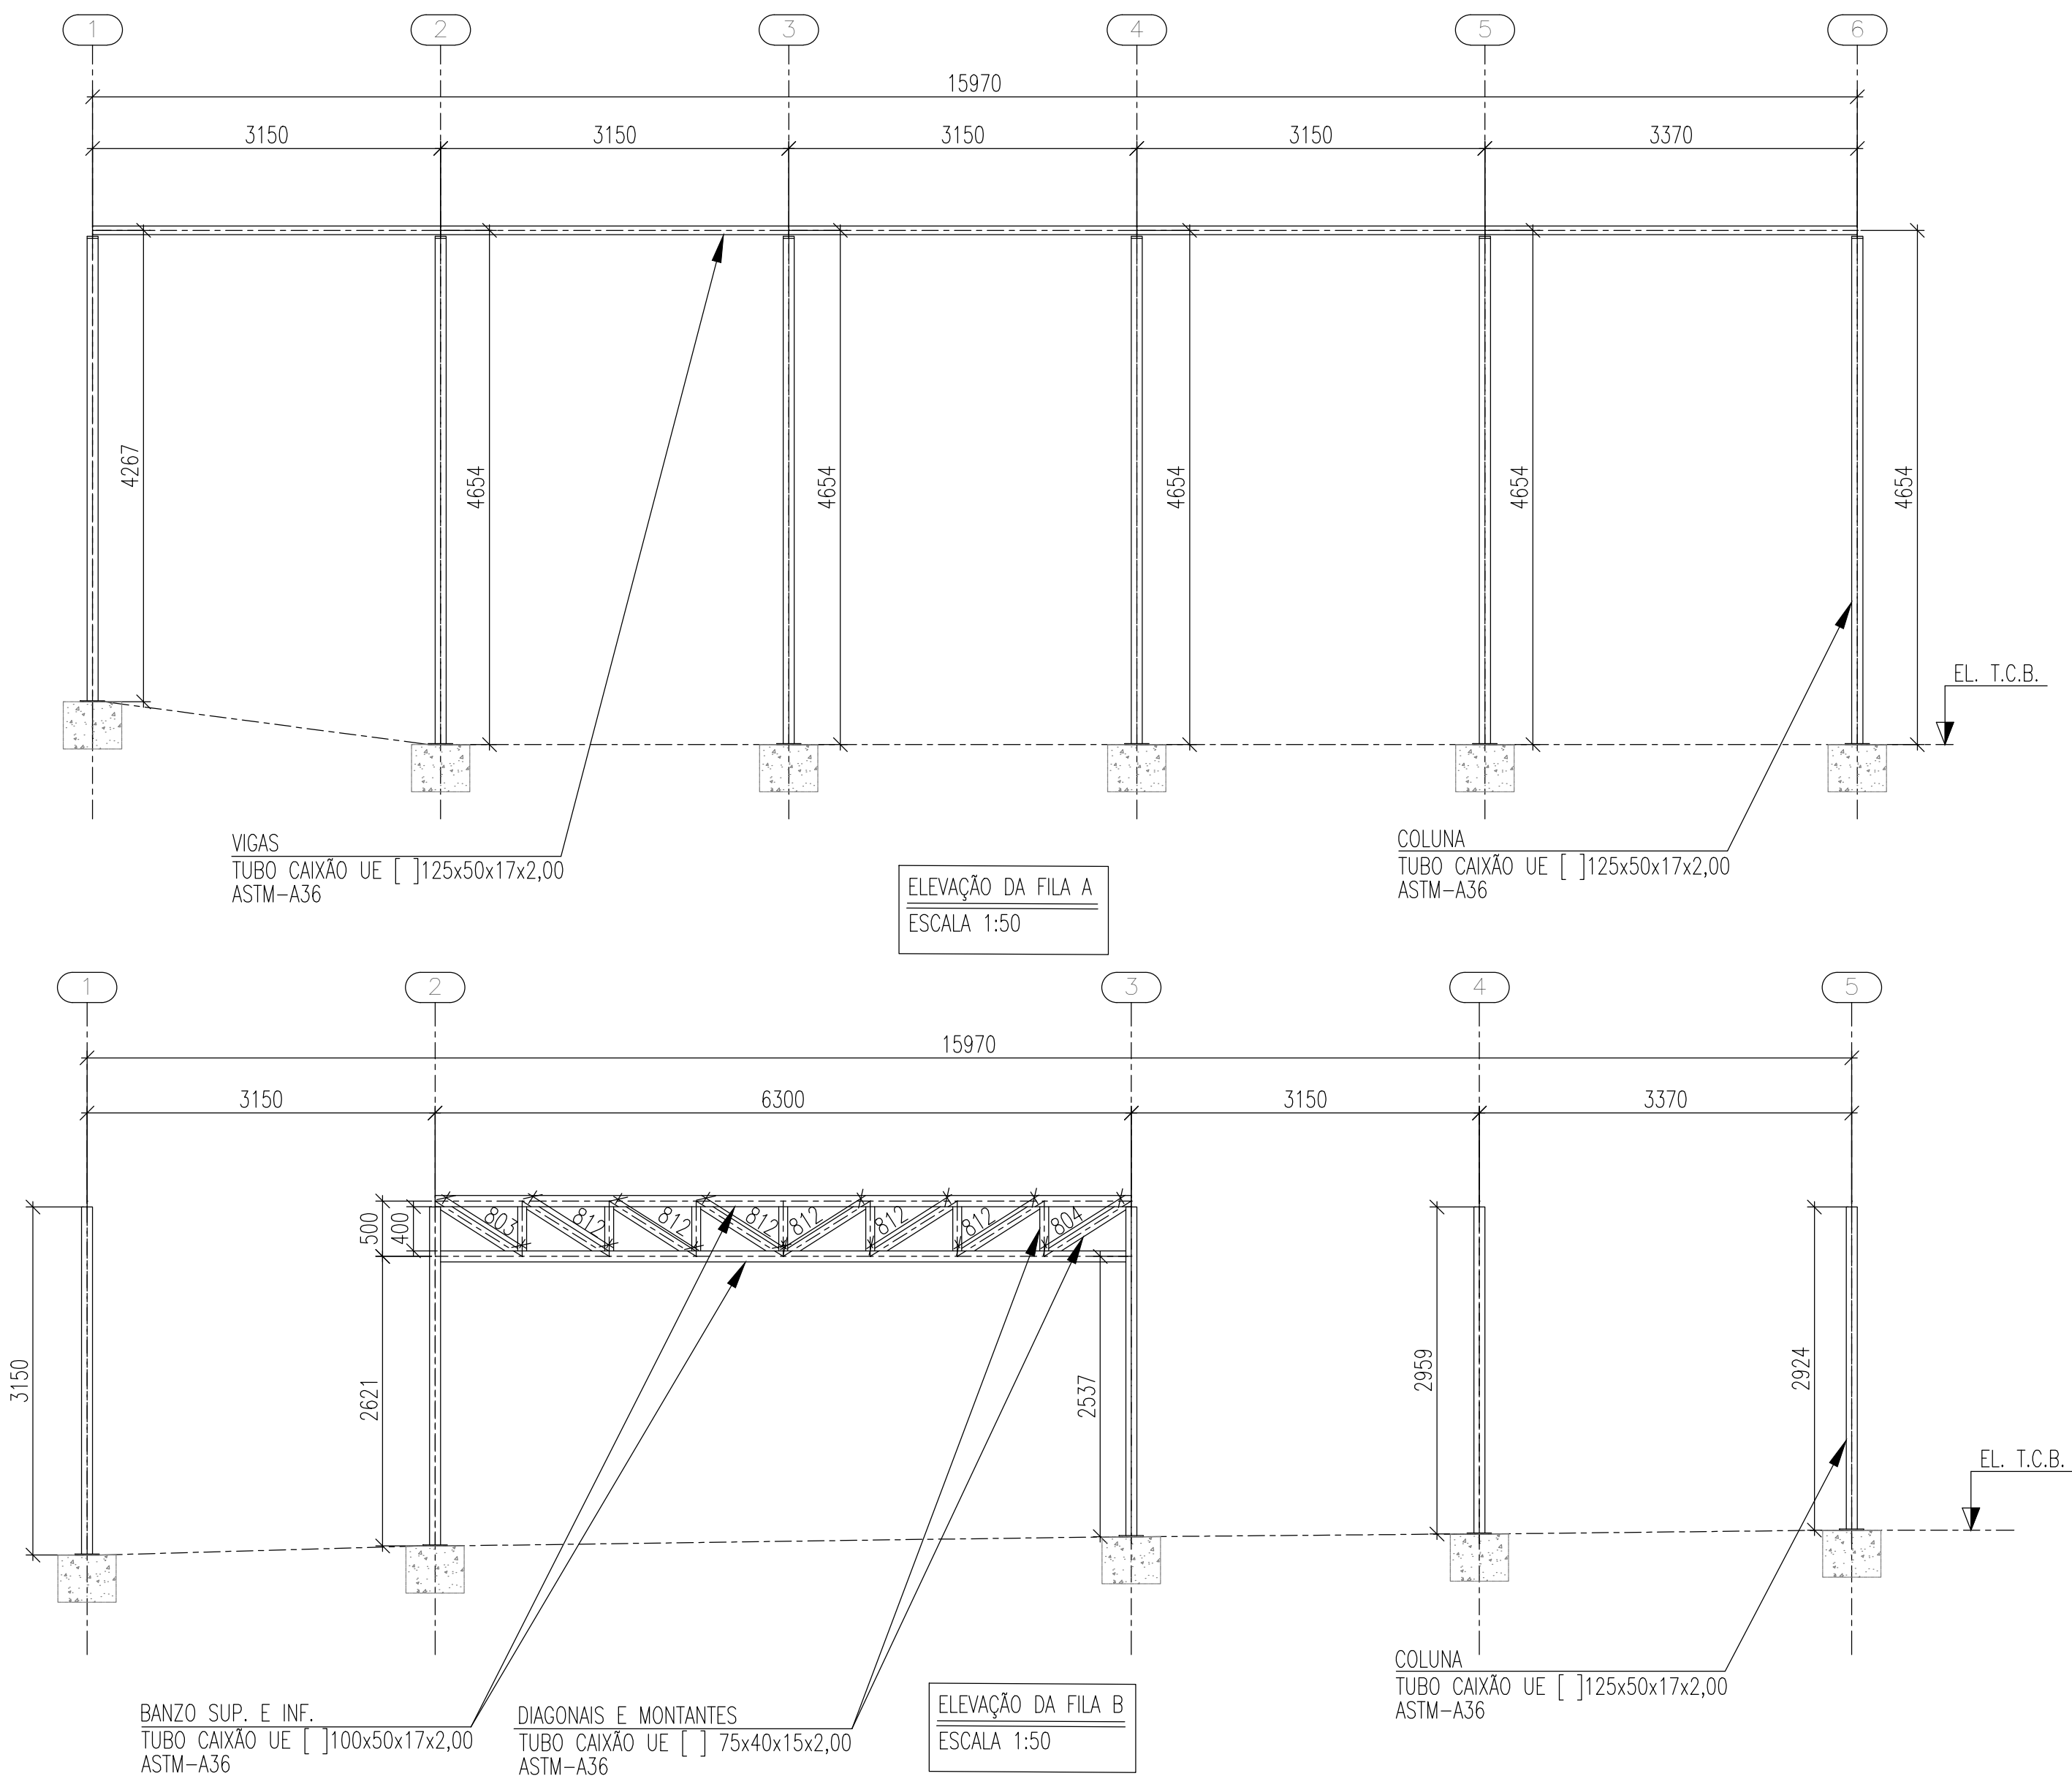 1 2 3 4 5 6
15970
3150 3150 3150 3150 3370
4267 4654 4654 4654 4654 4654
EL. T.C.B.
VIGAS
TUBO CAIXÃO UE [ ]125x50x17x2,00
ASTM-A36
COLUNA
TUBO CAIXÃO UE [ ]125x50x17x2,00
ASTM-A36
ELEVAÇÃO DA FILA A
ESCALA 1:50
1 2 3 4 5
15970
3150 6300 3150 3370
500 400 803 812 812 812 812 812 812 804
3150 2621 2537 2959 2924
EL. T.C.B.
COLUNA
TUBO CAIXÃO UE [ ]125x50x17x2,00
ASTM-A36
BANZO SUP. E INF.
TUBO CAIXÃO UE [ ]100x50x17x2,00
ASTM-A36
DIAGONAIS E MONTANTES
TUBO CAIXÃO UE [ ] 75x40x15x2,00
ASTM-A36
ELEVAÇÃO DA FILA B
ESCALA 1:50